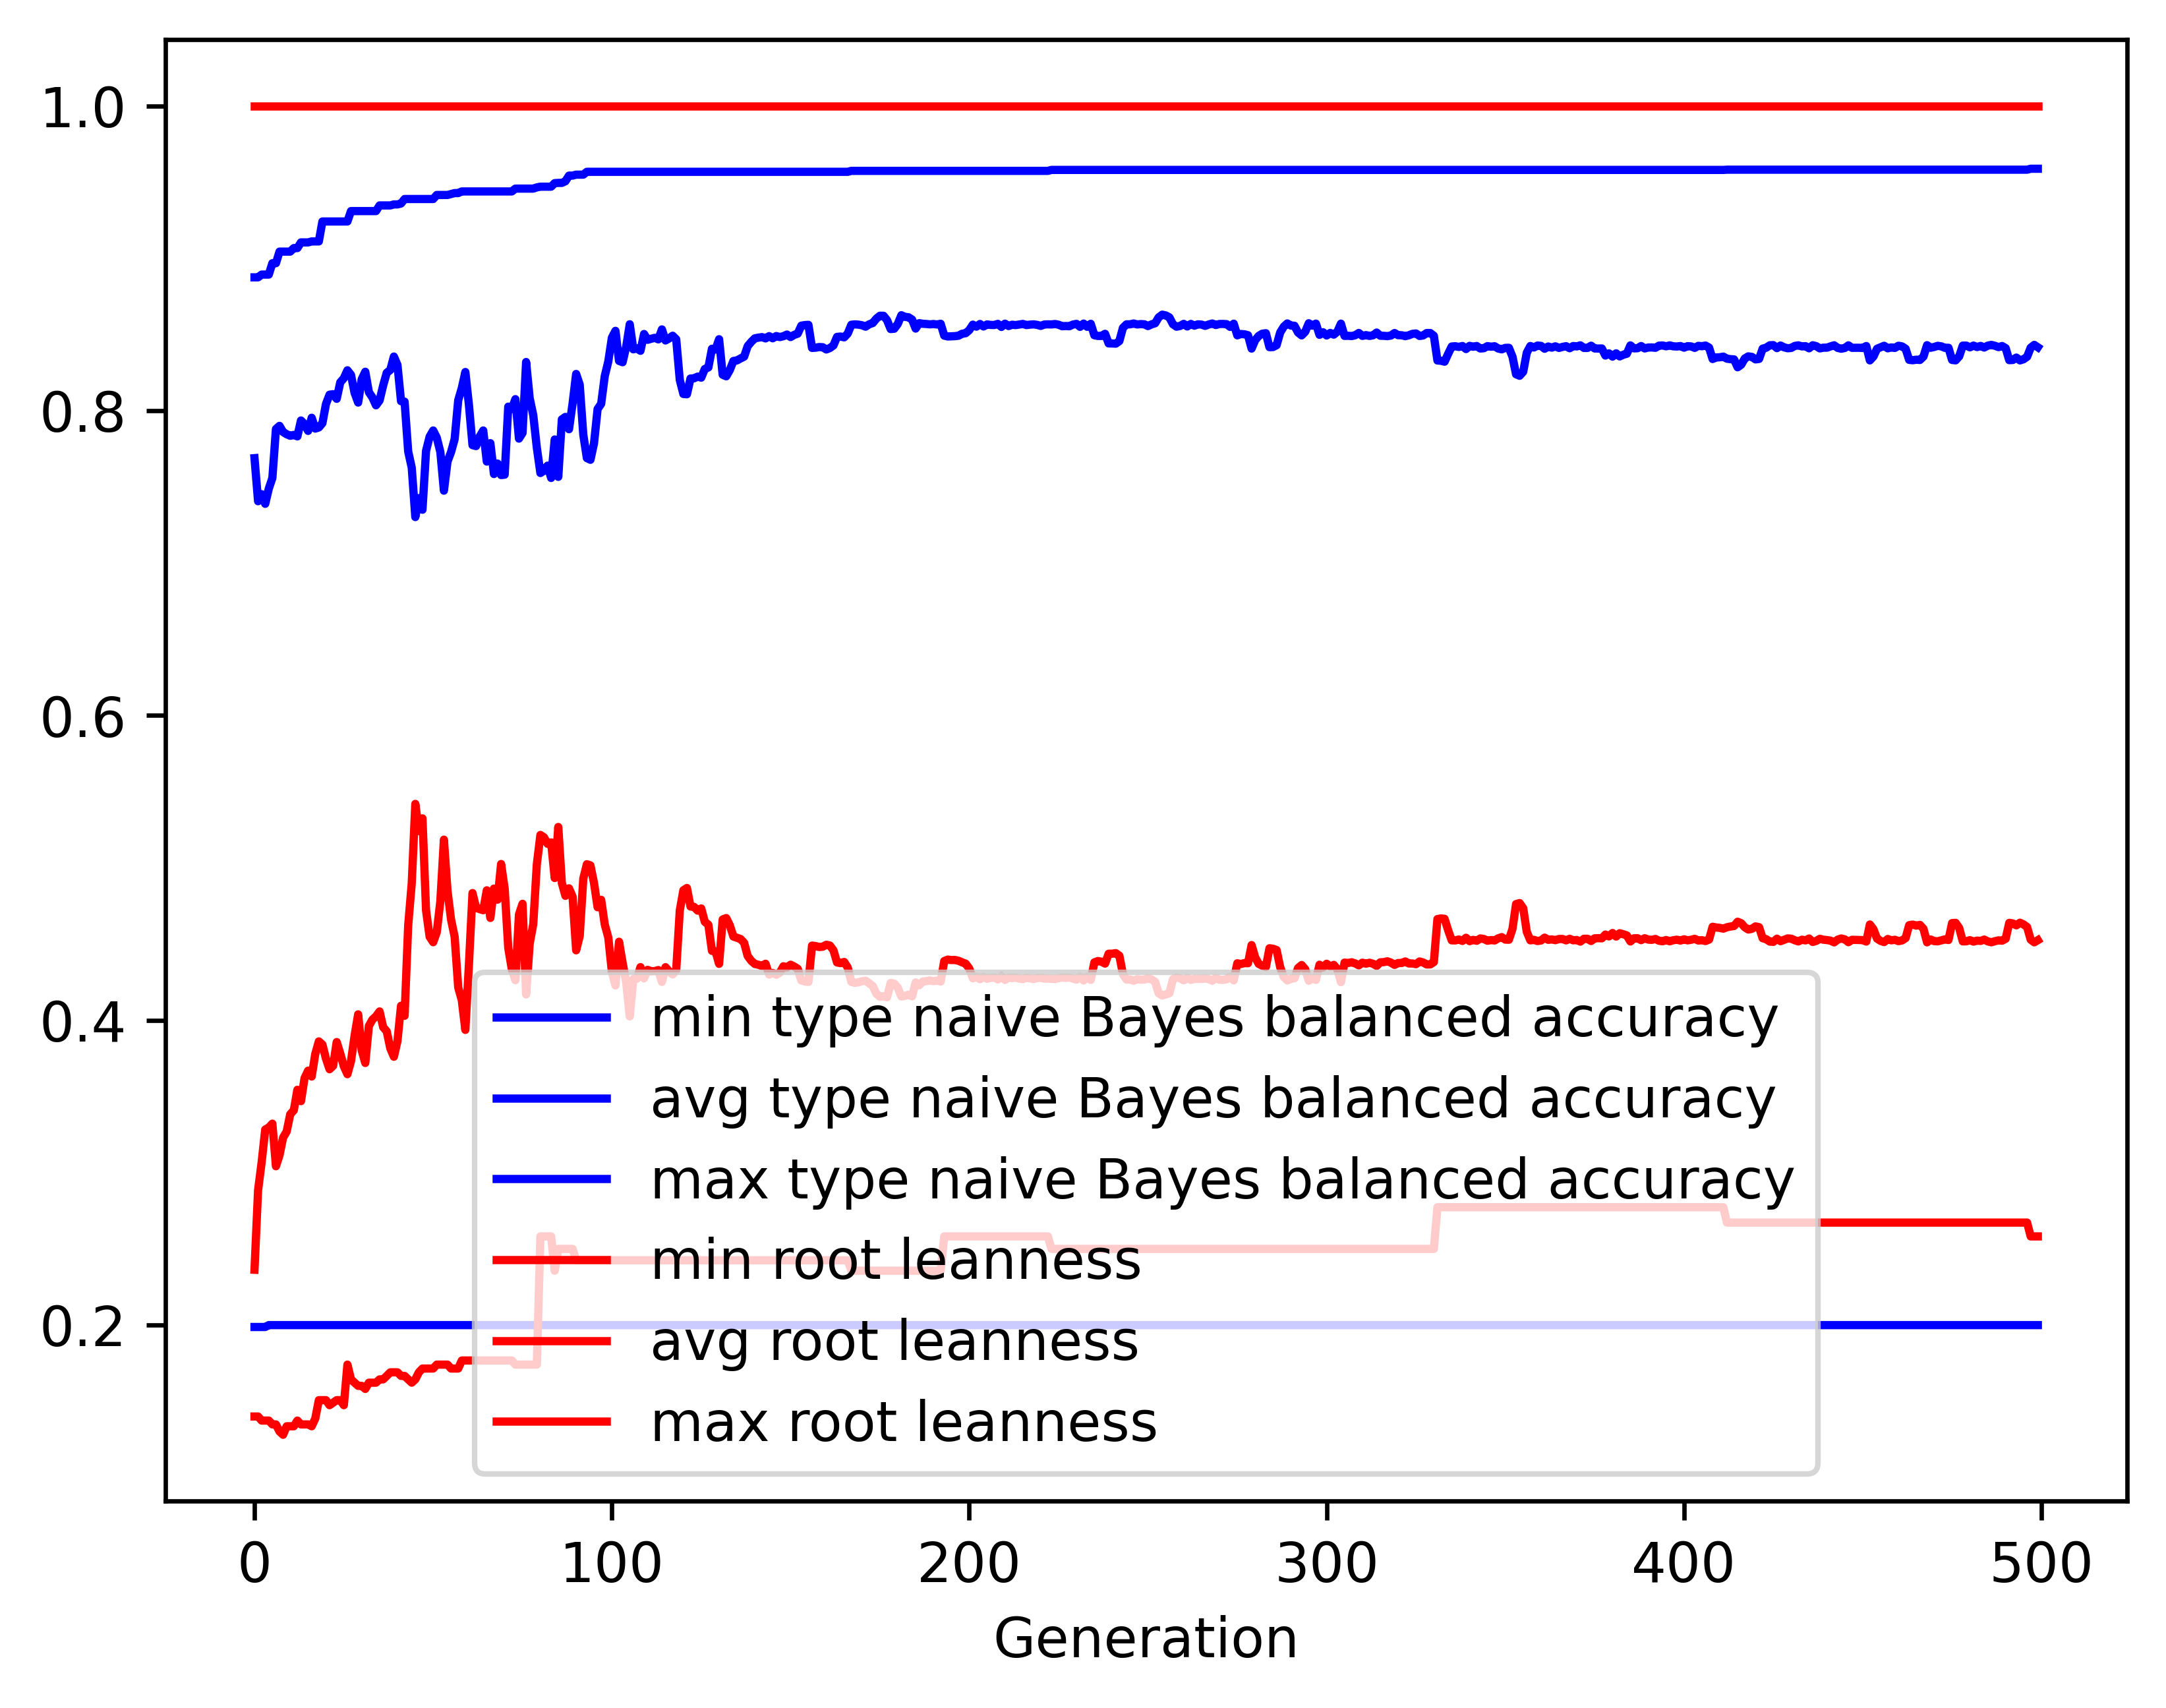 1.0
0.8
0.6
0.4
0.2
min type naive Bayes balanced accuracy
avg type naive Bayes balanced accuracy
max type naive Bayes balanced accuracy
min root leanness
avg root leanness
max root leanness
0 100 200 300 400 500
Generation